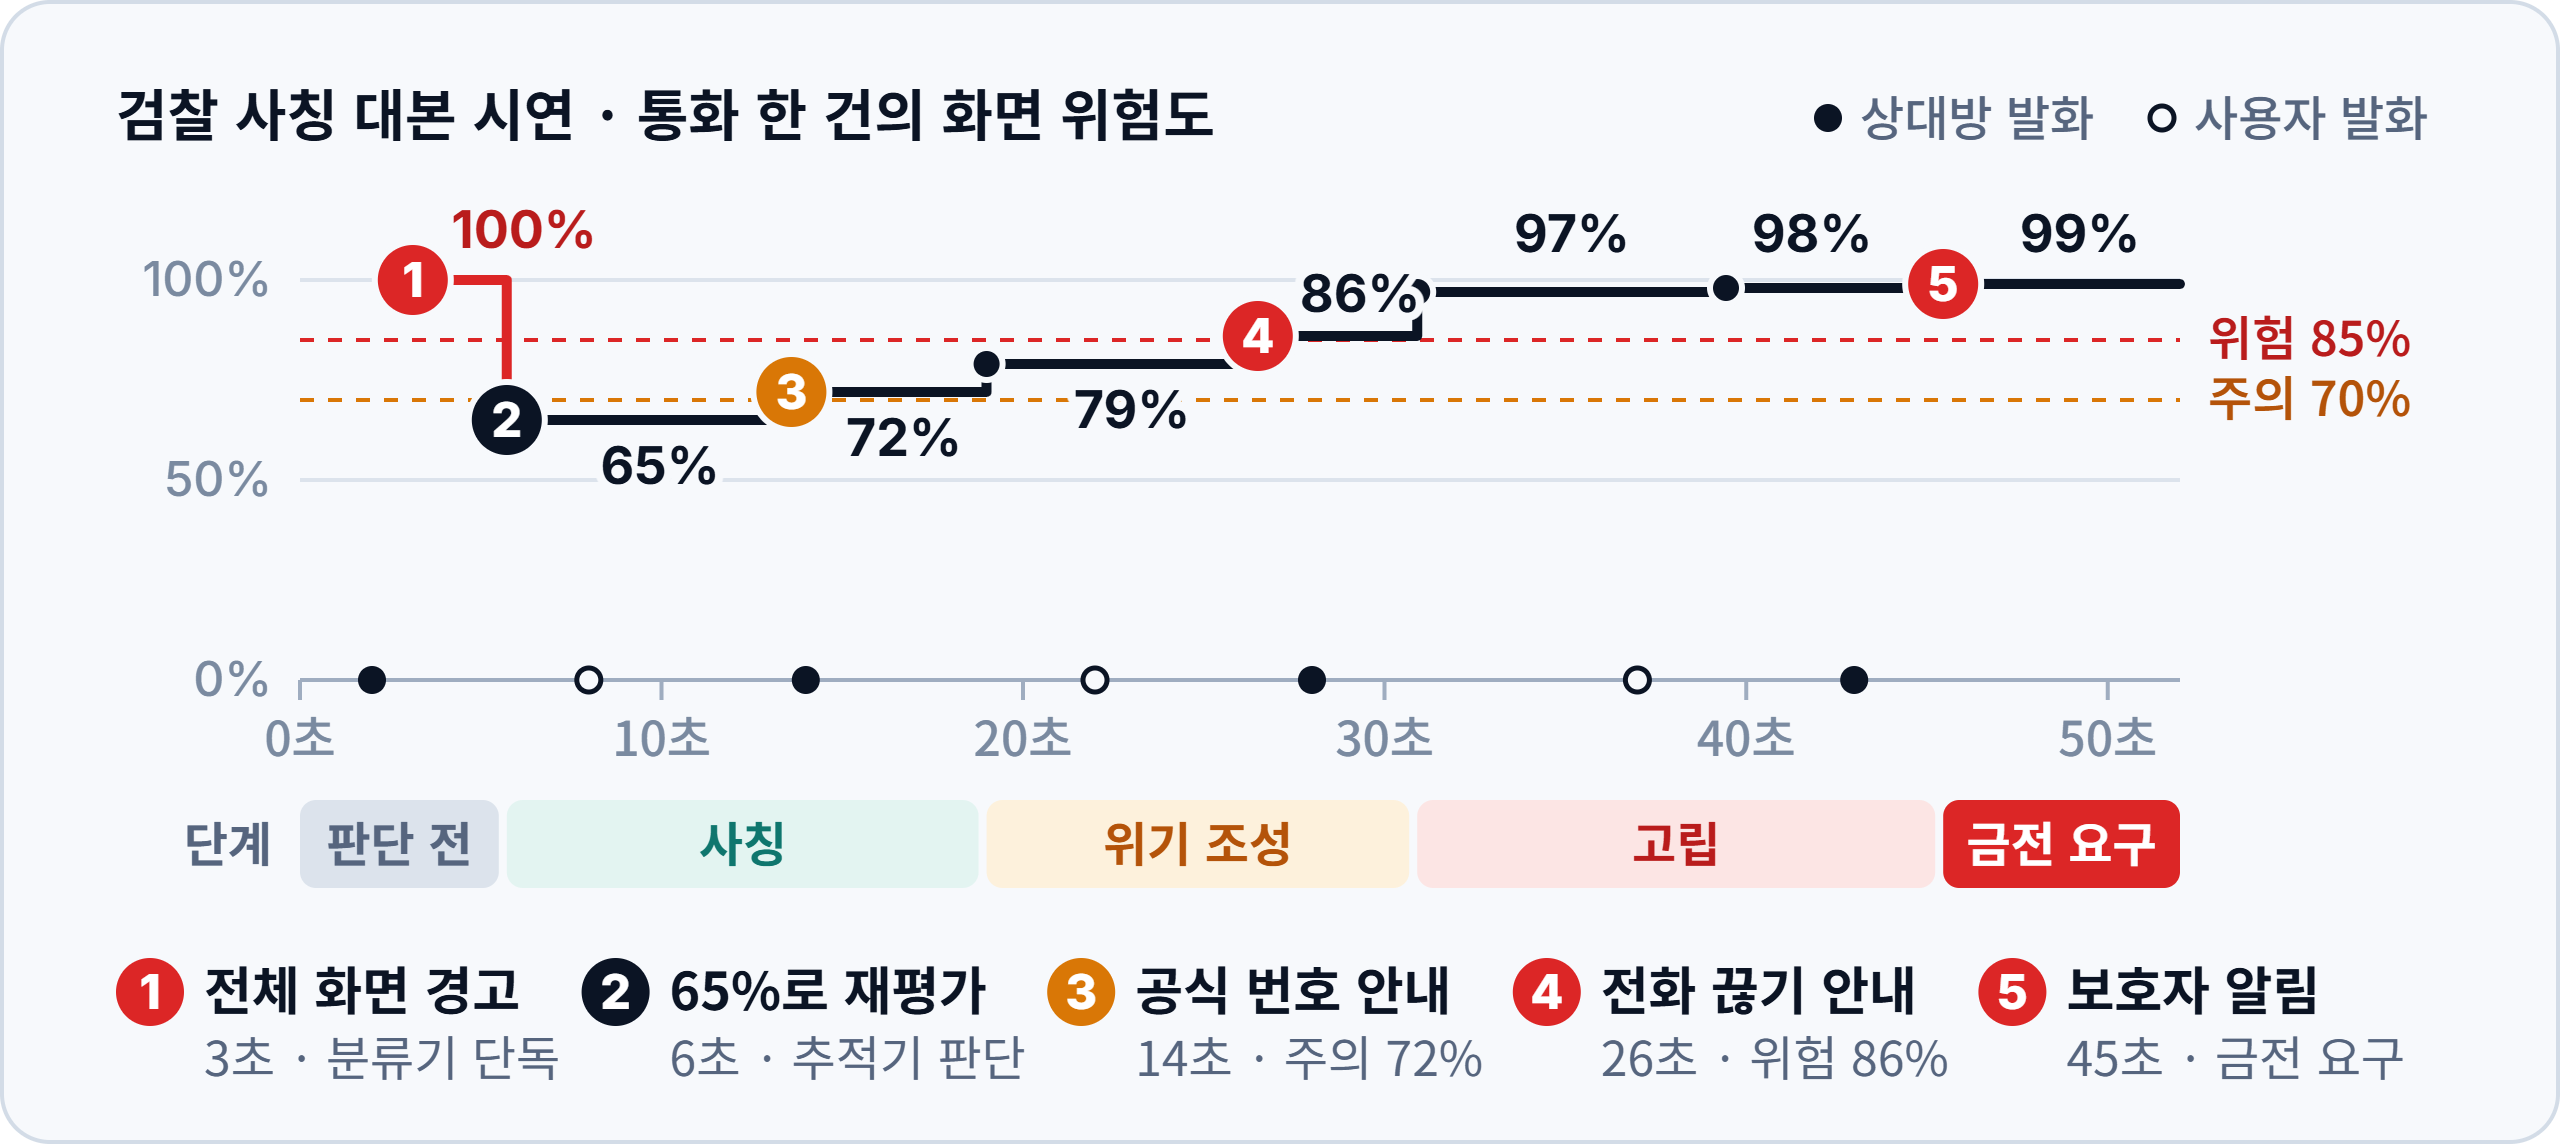 검찰 사칭 대본 시연 · 통화 한 건의 화면 위험도
상대방 발화
사용자 발화
100%
97%
98%
99%
100%
1
86%
5
4
위험 85%
3
79%
주의 70%
2
72%
65%
50%
0%
0초
10초
20초
30초
40초
50초
단계
판단 전
사칭
위기 조성
고립
금전 요구
1 전체 화면 경고
3초 · 분류기 단독
2 65%로 재평가
6초 · 추적기 판단
3 공식 번호 안내
14초 · 주의 72%
4 전화 끊기 안내
26초 · 위험 86%
5 보호자 알림
45초 · 금전 요구